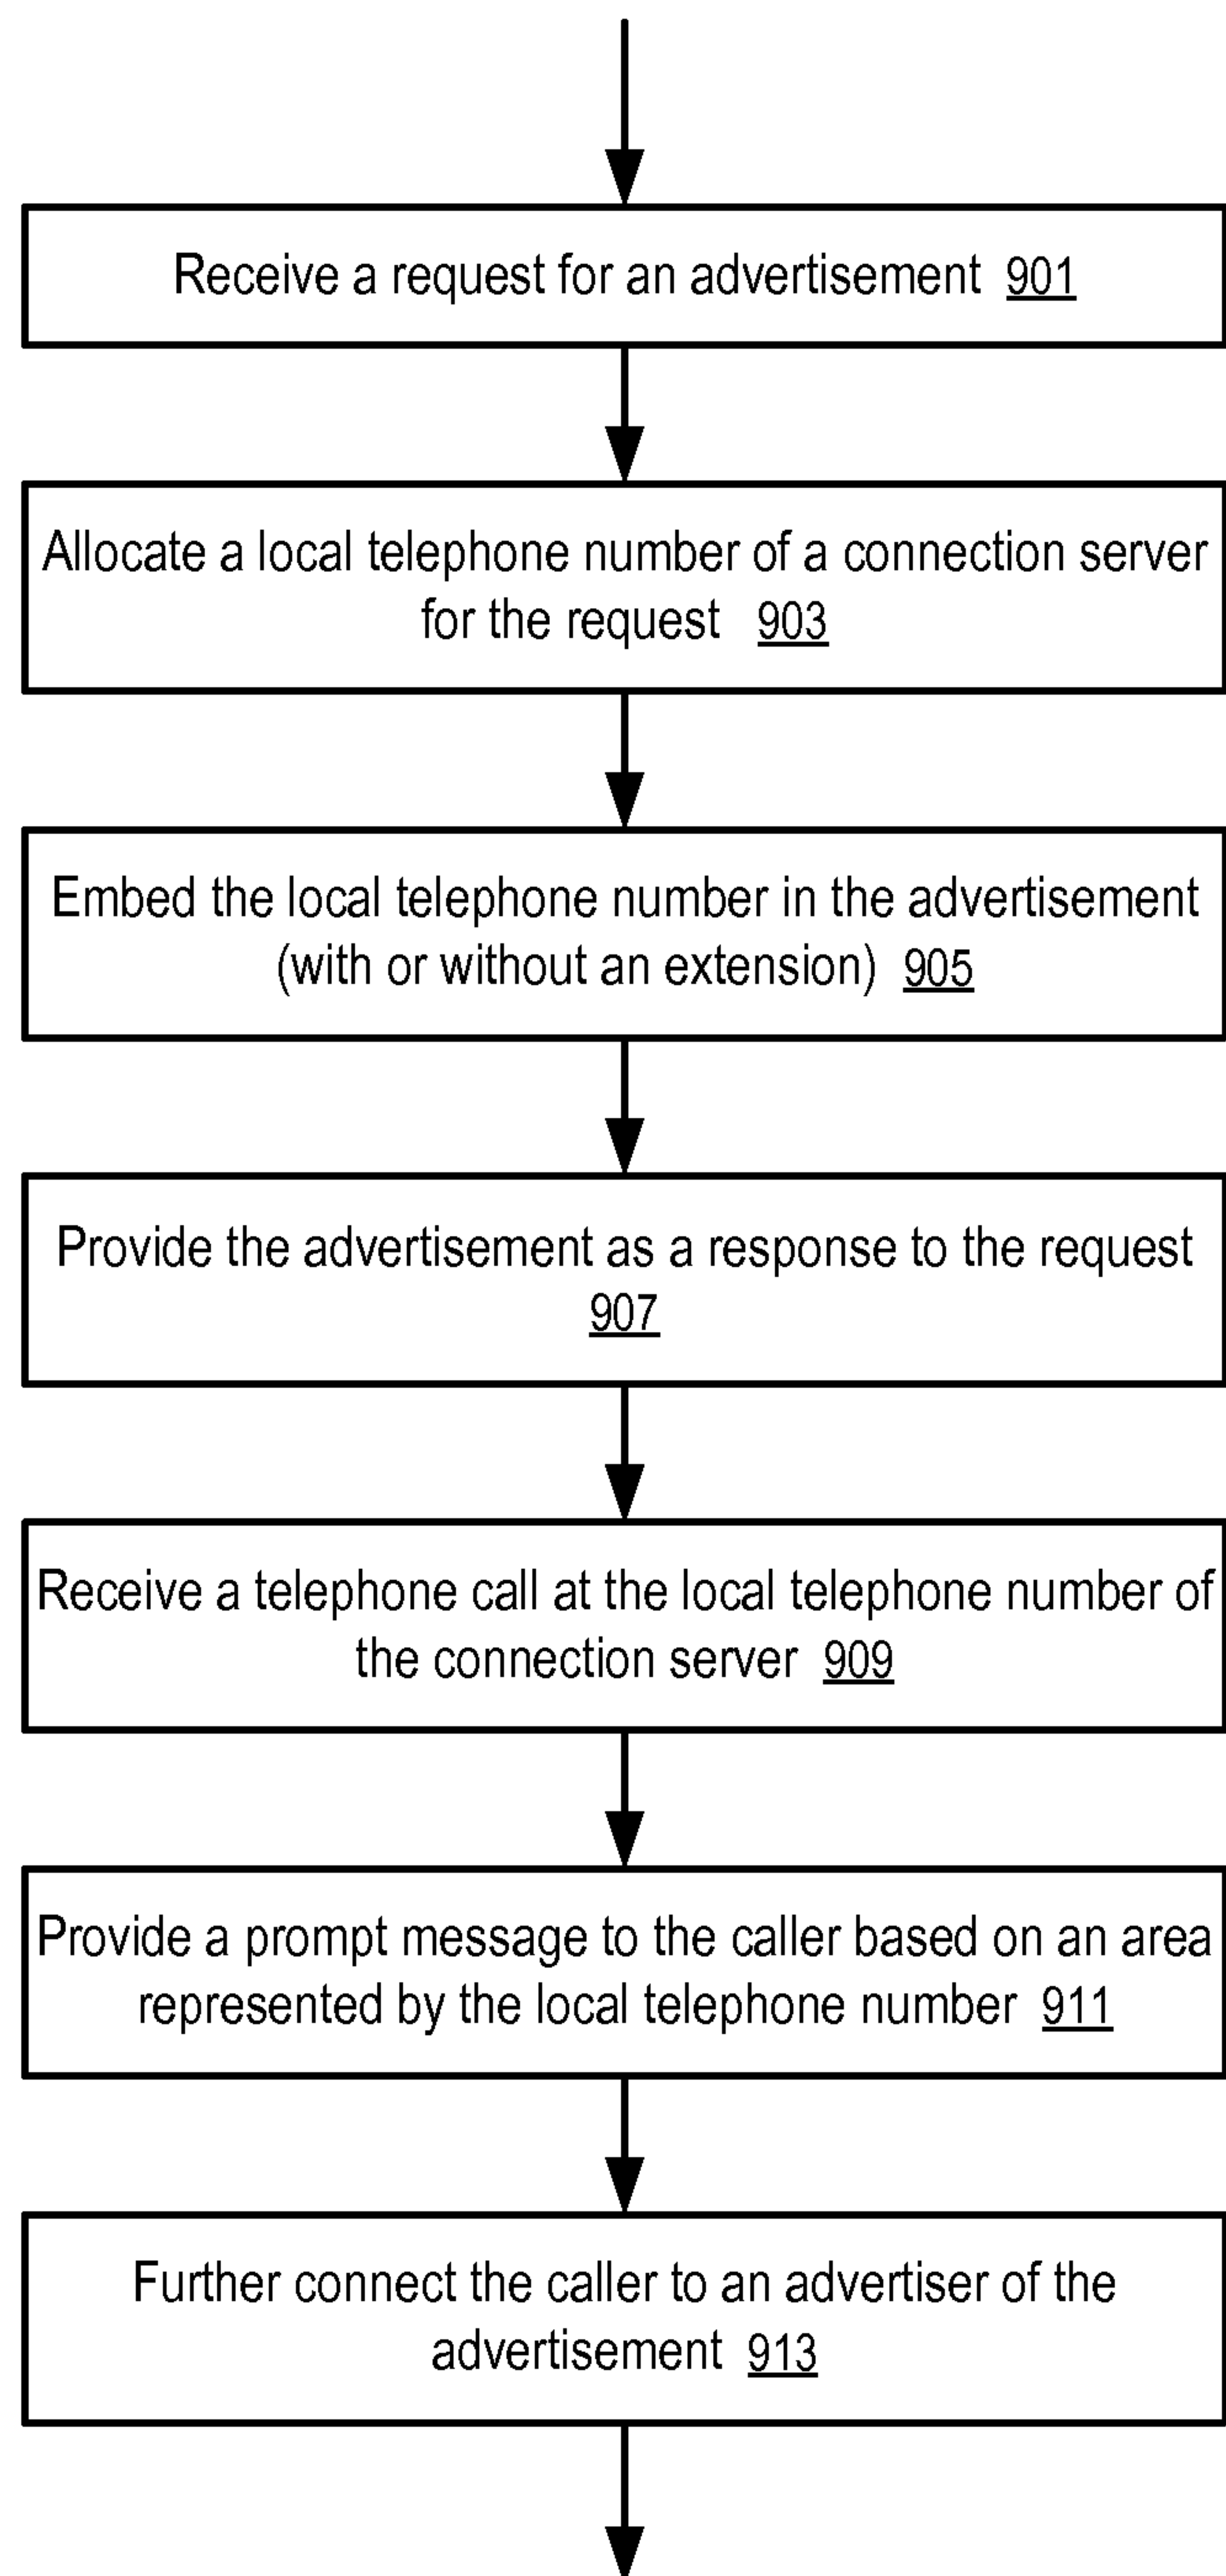 Receive a request for an advertisement 901
Allocate a local telephone number of a connection server
for the request 903
Embed the local telephone number in the advertisement
(with or without an extension) 905
Provide the advertisement as a response to the request
907
Receive a telephone call at the local telephone number of
the connection server 909
Provide a prompt message to the caller based on an area
represented by the local telephone number 911
Further connect the caller to an advertiser of the
advertisement 913